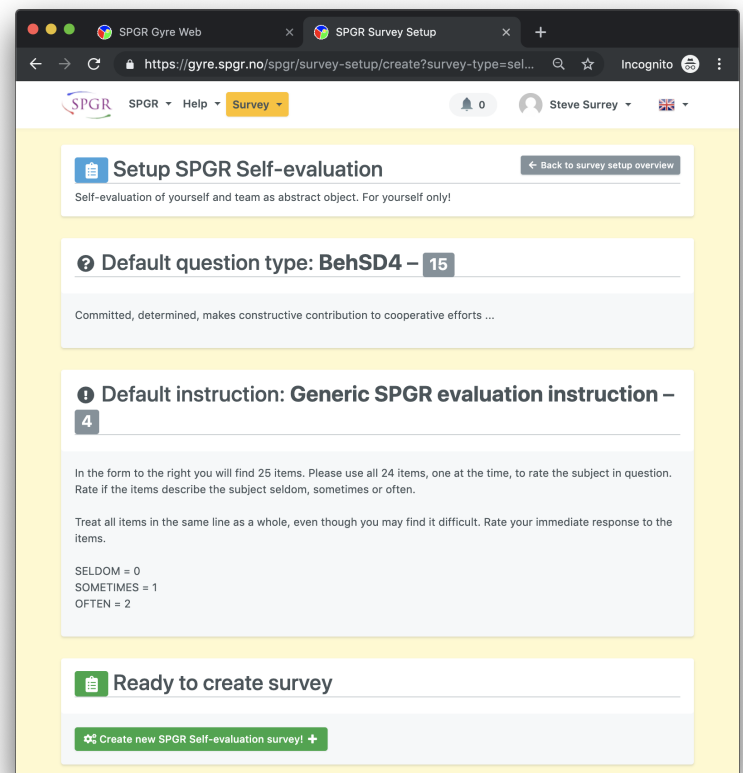 SPGR Gyre Web
SPGR Survey Setup
https://gyre.spgr.no/spgr/survey-setup/create?survey-type=sel...
Incognito
SPGR
SPGR
Help
Survey
0
Steve Surrey
Setup SPGR Self-evaluation
← Back to survey setup overview
Self-evaluation of yourself and team as abstract object. For yourself only!
Default question type: BehSD4 – 15
Committed, determined, makes constructive contribution to cooperative efforts ...
Default instruction: Generic SPGR evaluation instruction –
4
In the form to the right you will find 25 items. Please use all 24 items, one at the time, to rate the subject in question.
Rate if the items describe the subject seldom, sometimes or often.
Treat all items in the same line as a whole, even though you may find it difficult. Rate your immediate response to the
items.
SELDOM = 0
SOMETIMES = 1
OFTEN = 2
Ready to create survey
Create new SPGR Self-evaluation survey! +